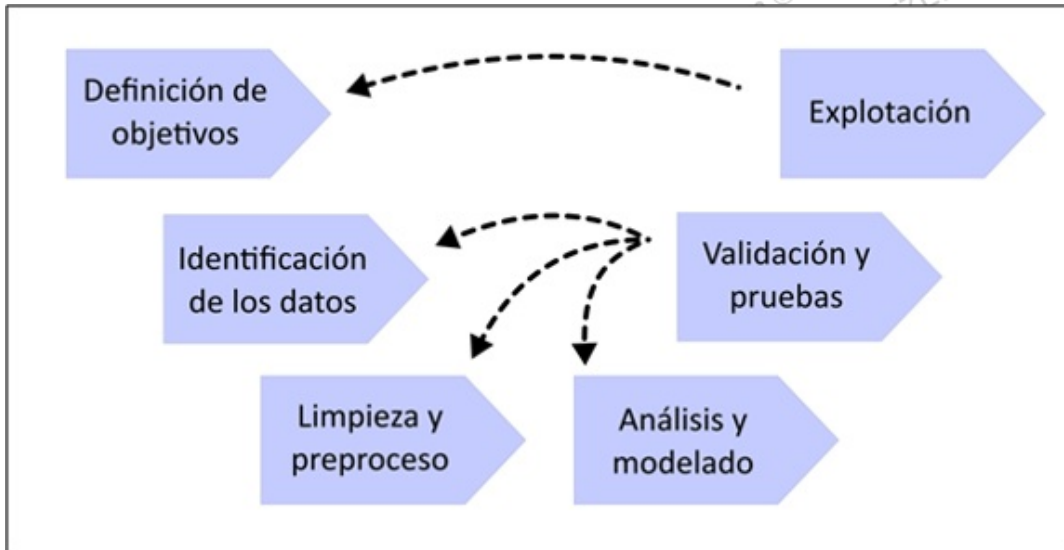 Definición de
objetivos
Explotación
Identificación
de los datos
Validación y
pruebas
Limpieza y
preproceso
Análisis y
modelado